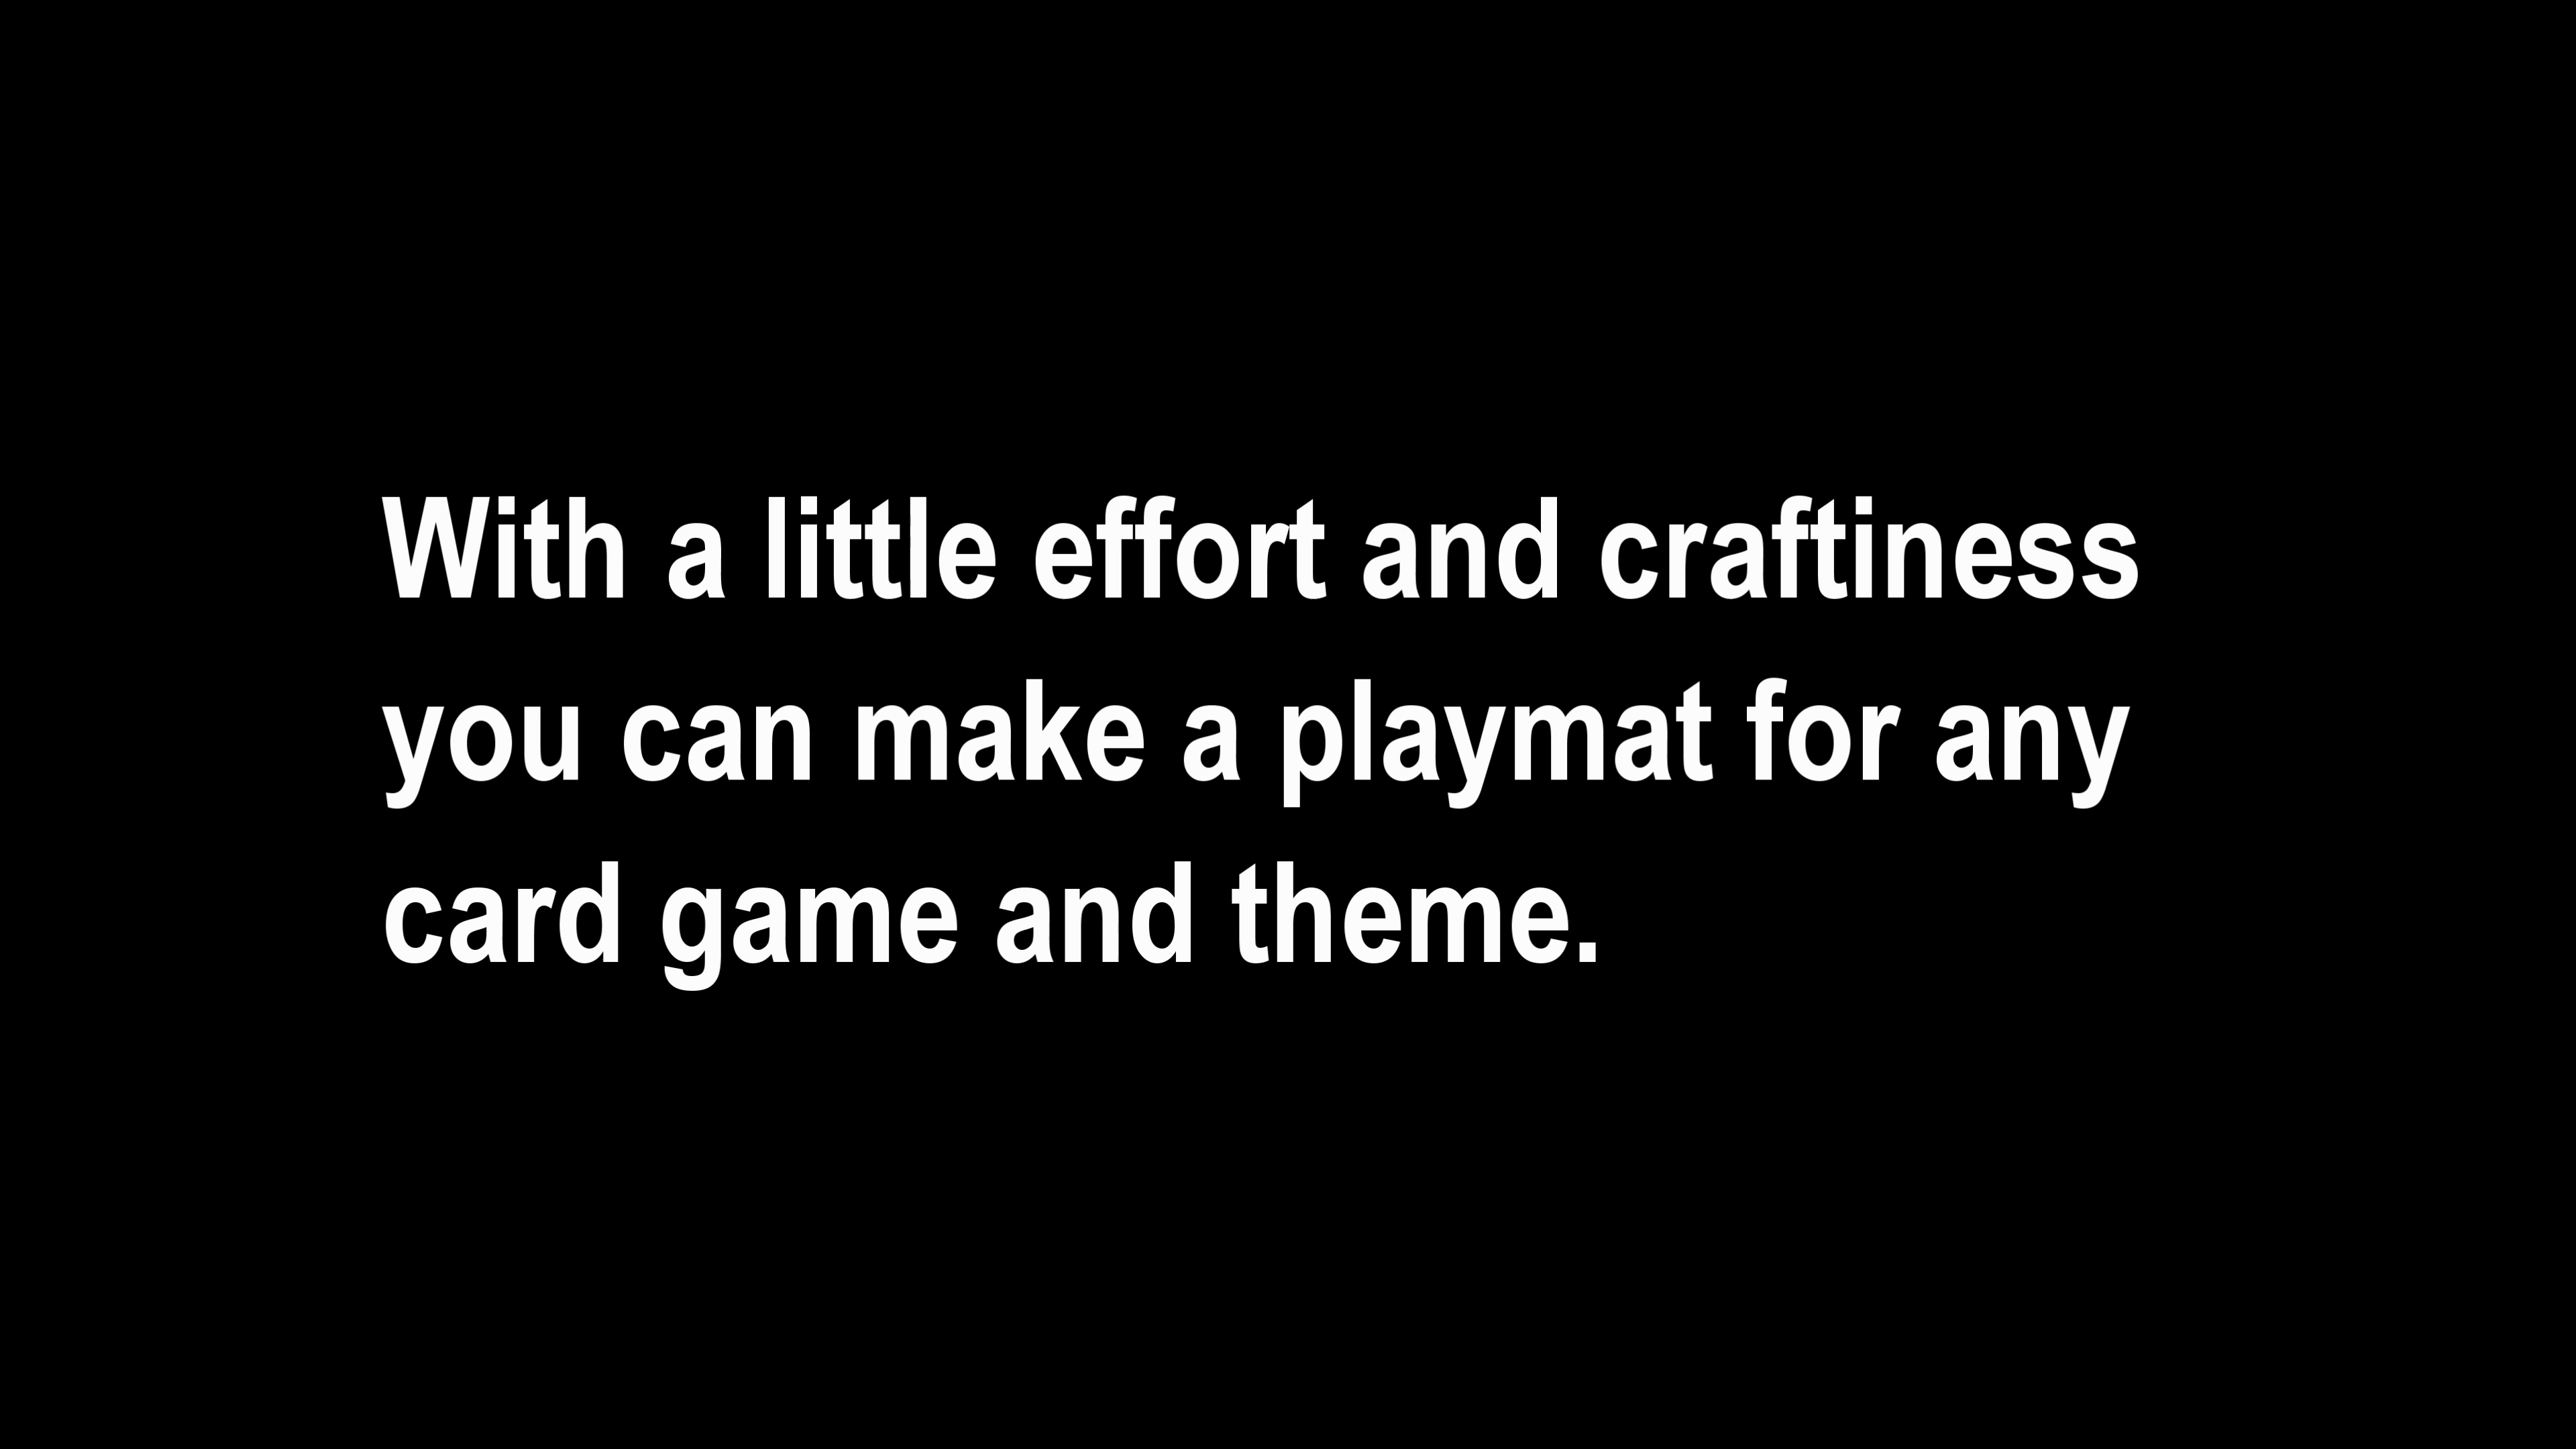 With a little effort and craftiness
you can make a playmat for any
card game and theme.